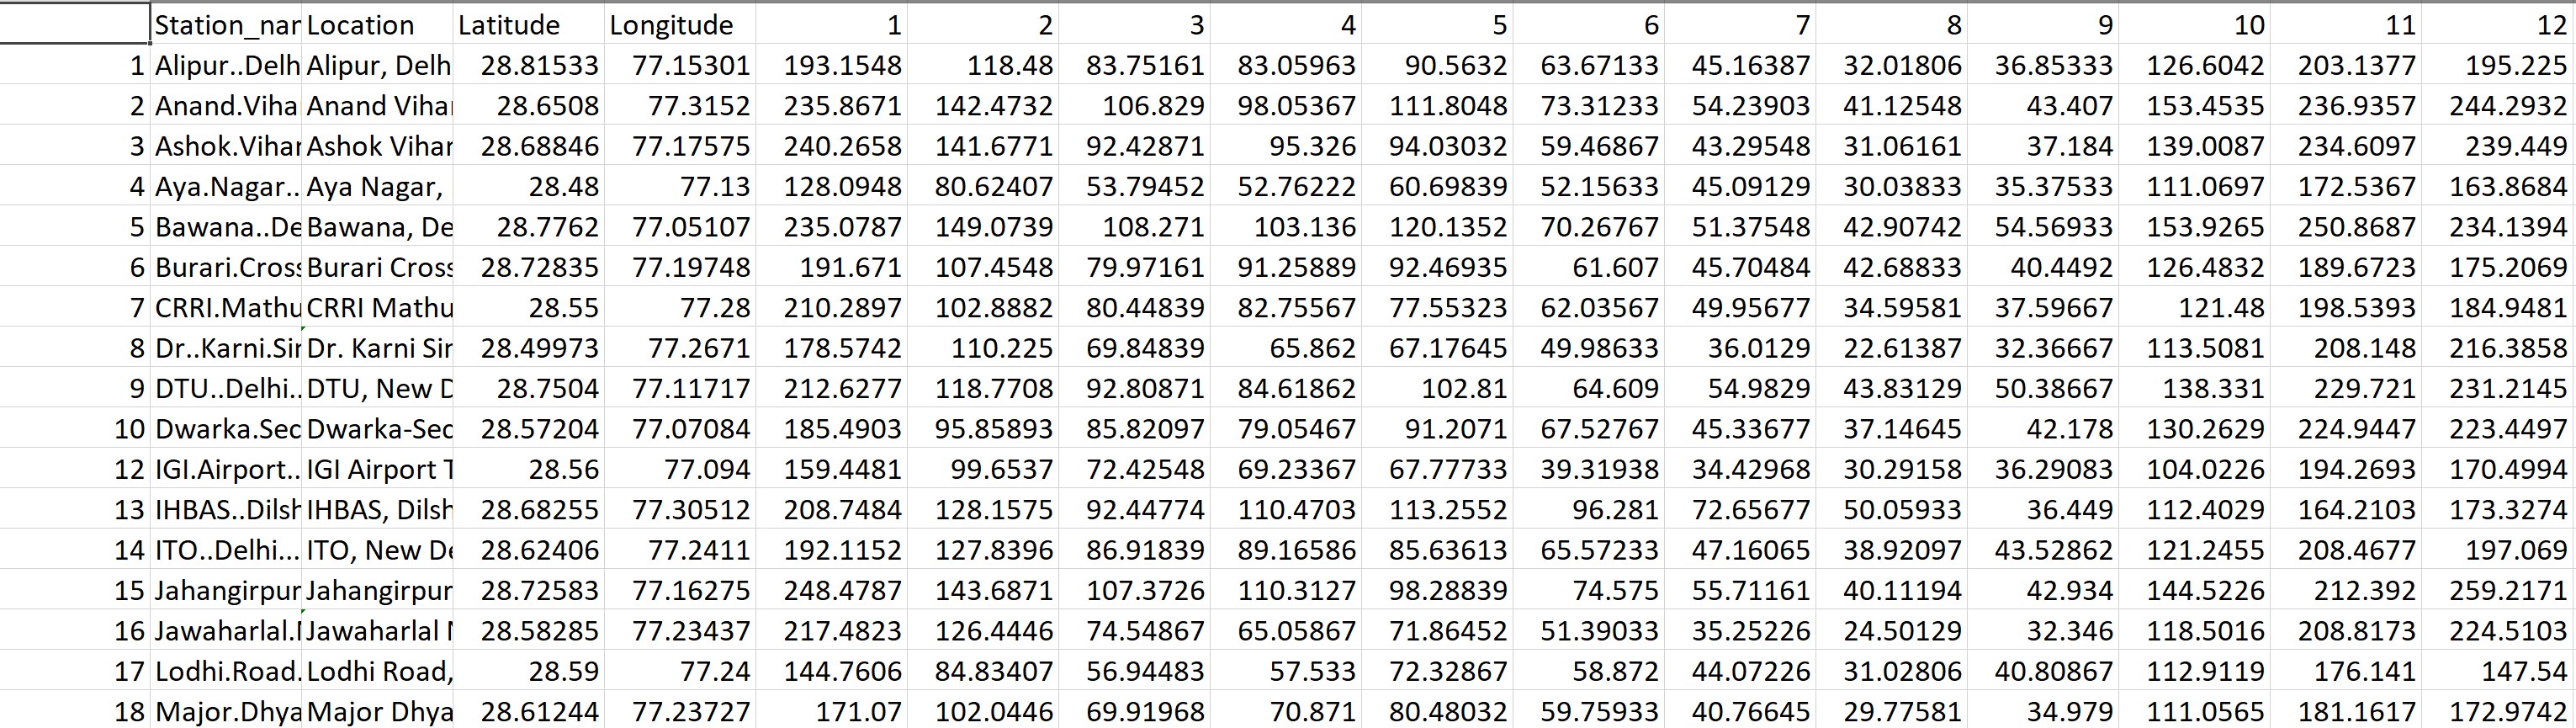 Station_nar Location Latitude Longitude 1 2 3 4 5 6 7 8 9 10 11 12
1 Alipur..Delh Alipur, Delh 28.81533 77.15301 193.1548 118.48 83.75161 83.05963 90.5632 63.67133 45.16387 32.01806 36.85333 126.6042 203.1377 195.225
2 Anand.Vihar Anand Vihar 28.6508 77.3152 235.8671 142.4732 106.829 98.05367 111.8048 73.31233 54.23903 41.12548 43.407 153.4535 236.9357 244.2932
3 Ashok.Vihar Ashok Vihar 28.68846 77.17575 240.2658 141.6771 92.42871 95.326 94.03032 59.46867 43.29548 31.06161 37.184 139.0087 234.6097 239.449
4 Aya.Nagar.. Aya Nagar, 28.48 77.13 128.0948 80.62407 53.79452 52.76222 60.69839 52.15633 45.09129 30.03833 35.37533 111.0697 172.5367 163.8684
5 Bawana..De Bawana, De 28.7762 77.05107 235.0787 149.0739 108.271 103.136 120.1352 70.26767 51.37548 42.90742 54.56933 153.9265 250.8687 234.1394
6 Burari.Cross Burari Cross 28.72835 77.19748 191.671 107.4548 79.97161 91.25889 92.46935 61.607 45.70484 42.68833 40.4492 126.4832 189.6723 175.2069
7 CRRI.Mathu CRRI Mathu 28.55 77.28 210.2897 102.8882 80.44839 82.75567 77.55323 62.03567 49.95677 34.59581 37.59667 121.48 198.5393 184.9481
8 Dr..Karni.Sir Dr. Karni Sir 28.49973 77.2671 178.5742 110.225 69.84839 65.862 67.17645 49.98633 36.0129 22.61387 32.36667 113.5081 208.148 216.3858
9 DTU..Delhi.. DTU, New D 28.7504 77.11717 212.6277 118.7708 92.80871 84.61862 102.81 64.609 54.9829 43.83129 50.38667 138.331 229.721 231.2145
10 Dwarka.Sec Dwarka-Sec 28.57204 77.07084 185.4903 95.85893 85.82097 79.05467 91.2071 67.52767 45.33677 37.14645 42.178 130.2629 224.9447 223.4497
12 IGI.Airport.. IGI Airport T 28.56 77.094 159.4481 99.6537 72.42548 69.23367 67.77733 39.31938 34.42968 30.29158 36.29083 104.0226 194.2693 170.4994
13 IHBAS..Dilsh IHBAS, Dilsh 28.68255 77.30512 208.7484 128.1575 92.44774 110.4703 113.2552 96.281 72.65677 50.05933 36.449 112.4029 164.2103 173.3274
14 ITO..Delhi... ITO, New De 28.62406 77.2411 192.1152 127.8396 86.91839 89.16586 85.63613 65.57233 47.16065 38.92097 43.52862 121.2455 208.4677 197.069
15 Jahangirpur Jahangirpur 28.72583 77.16275 248.4787 143.6871 107.3726 110.3127 98.28839 74.575 55.71161 40.11194 42.934 144.5226 212.392 259.2171
16 Jawaharlal.N Jawaharlal N 28.58285 77.23437 217.4823 126.4446 74.54867 65.05867 71.86452 51.39033 35.25226 24.50129 32.346 118.5016 208.8173 224.5103
17 Lodhi.Road. Lodhi Road, 28.59 77.24 144.7606 84.83407 56.94483 57.533 72.32867 58.872 44.07226 31.02806 40.80867 112.9119 176.141 147.54
18 Major.Dhya Major Dhya 28.61244 77.23727 171.07 102.0446 69.91968 70.871 80.48032 59.75933 40.76645 29.77581 34.979 111.0565 181.1617 172.9742